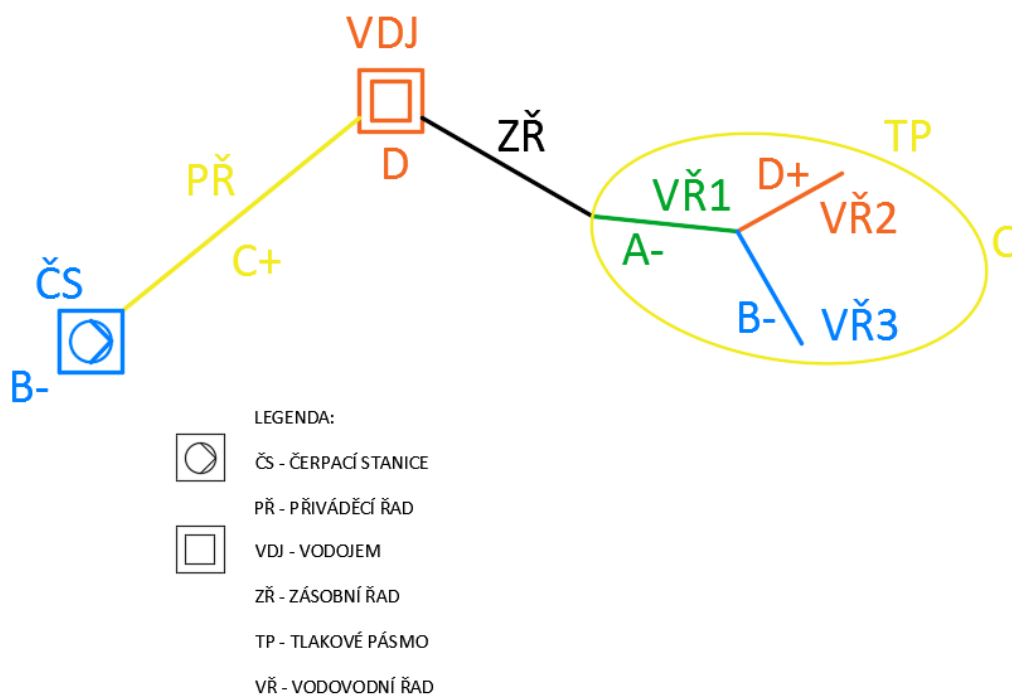 VDJ
D
ZŘ
TP
PŘ
C+
ČS
B-
VŘ1
A-
D+
VŘ2
B-
VŘ3
C
LEGENDA:
ČS - ČERPACÍ STANICE
PŘ - PŘIVÁDĚCÍ ŘAD
VDJ - VODOJEM
ZŘ - ZÁSOBNÍ ŘAD
TP - TLAKOVÉ PÁSMO
VŘ - VODOVODNÍ ŘAD